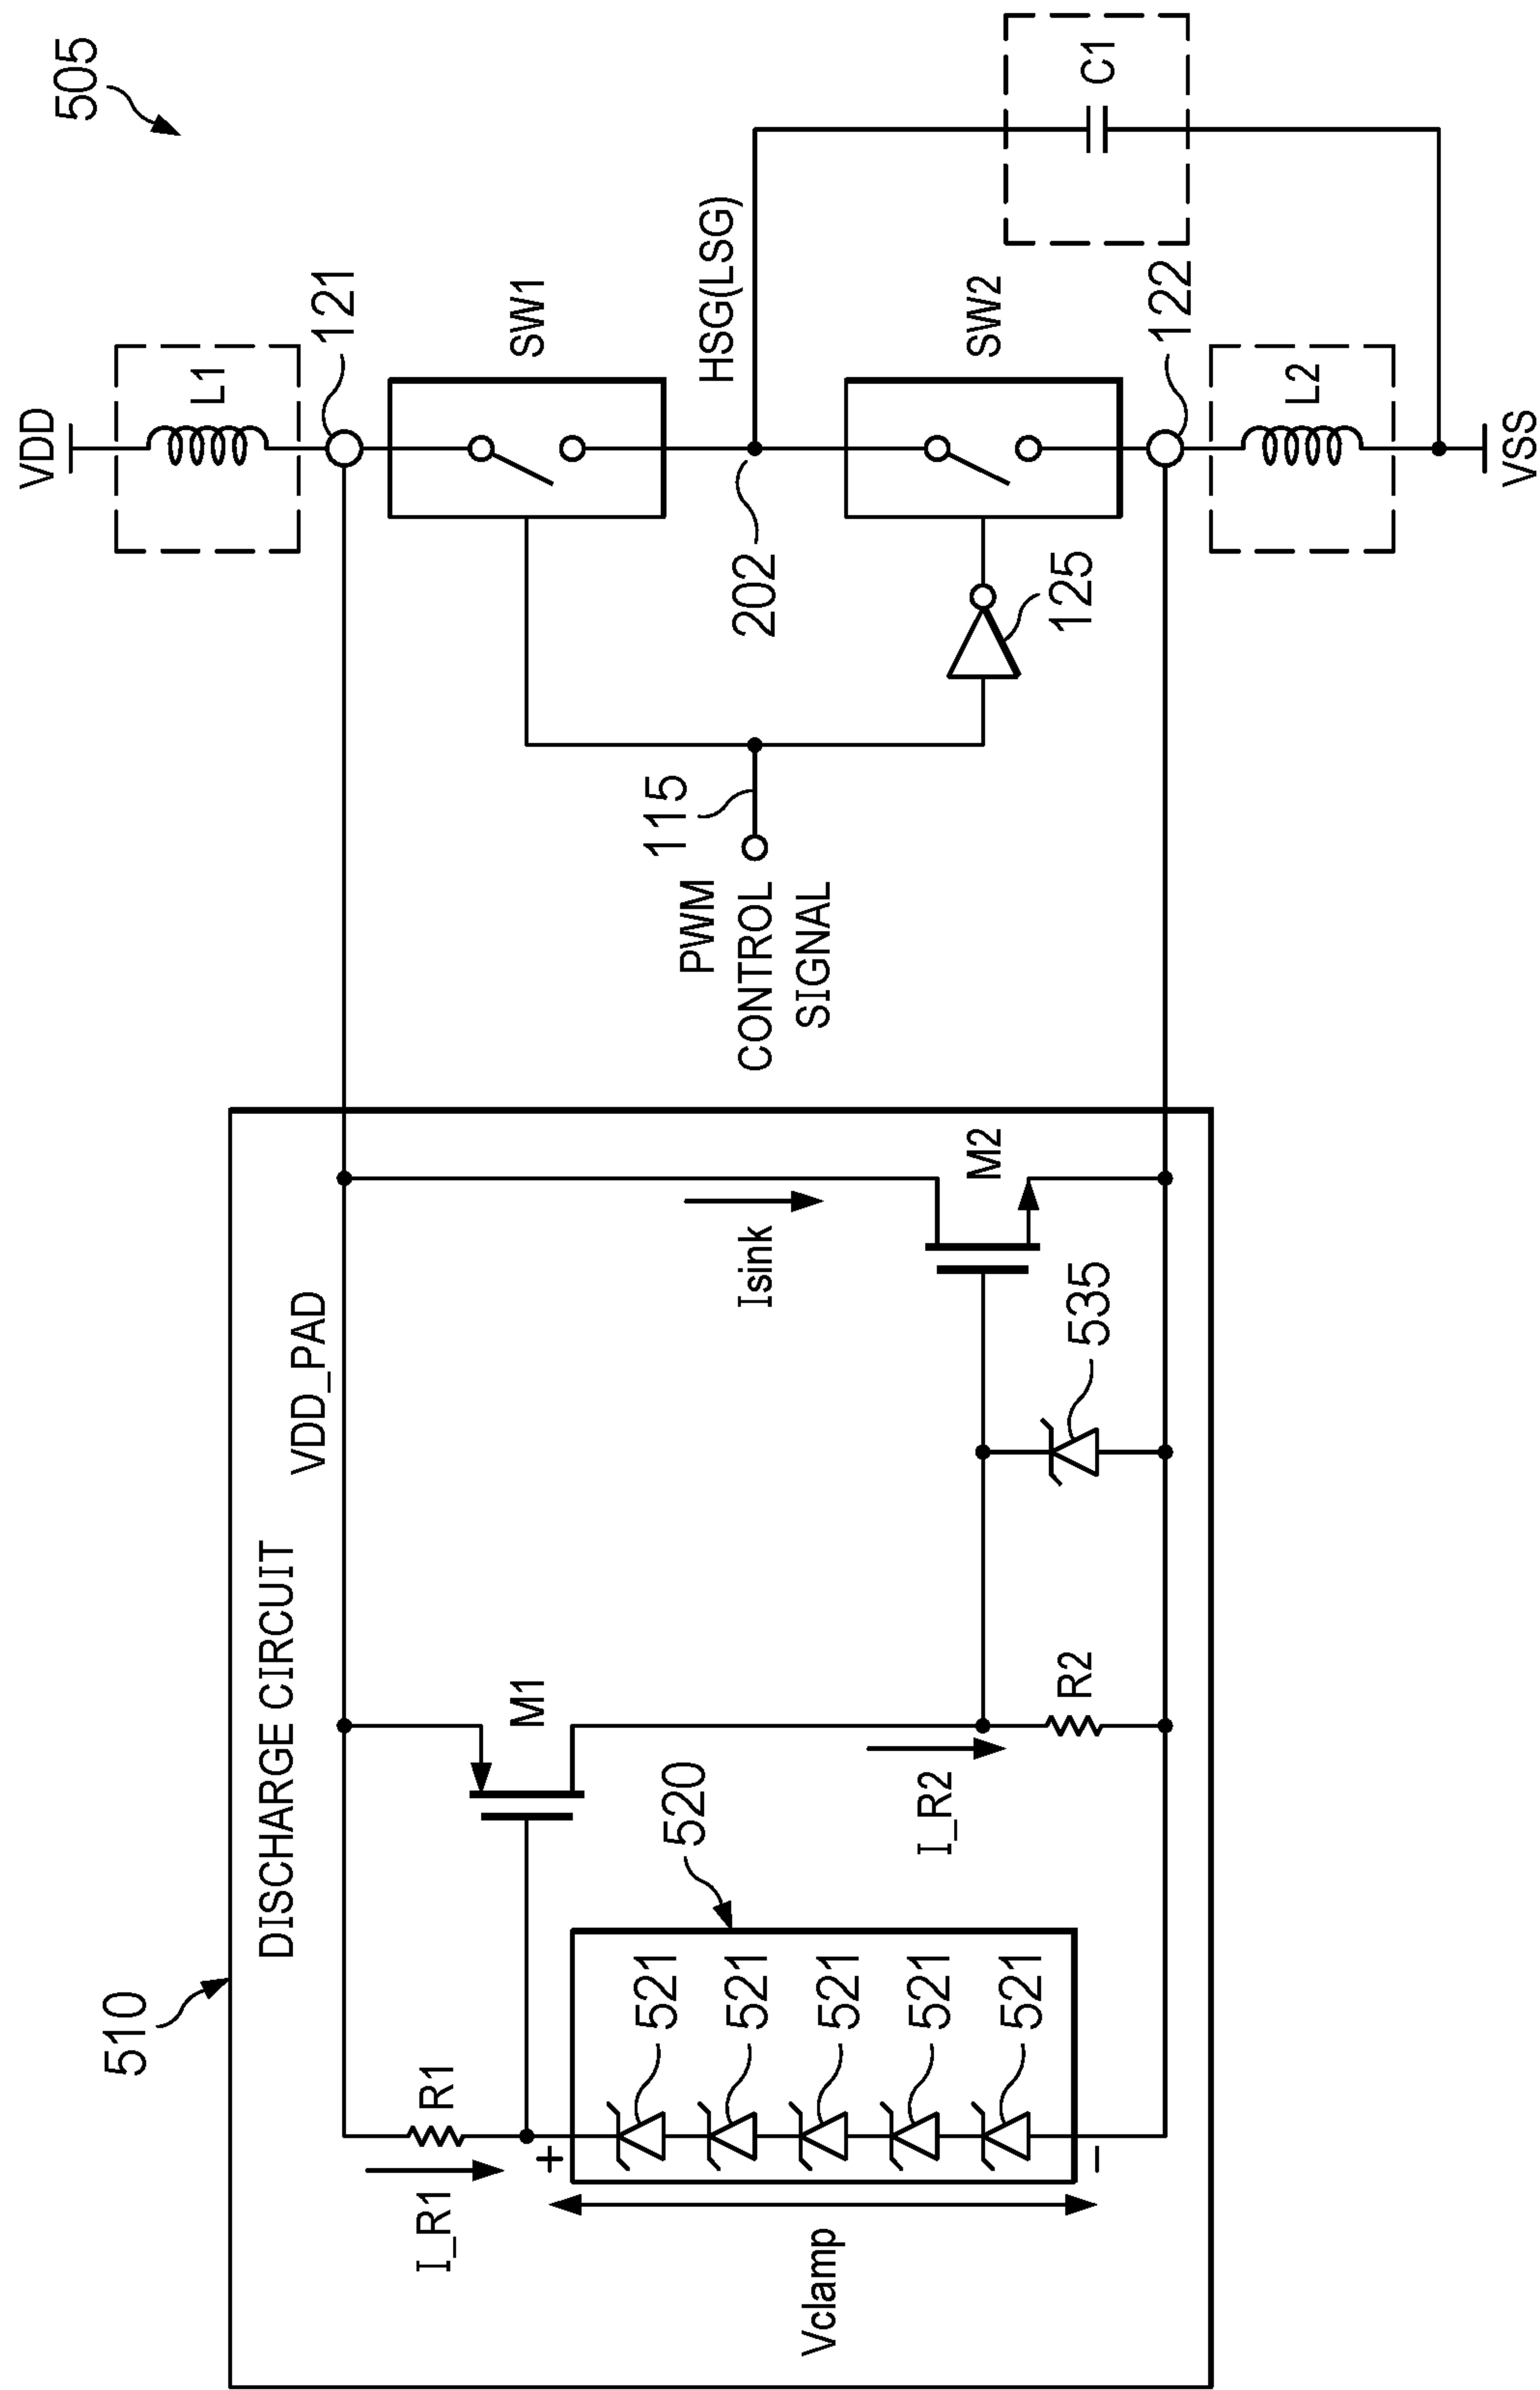 505
510
DISCHARGE CIRCUIT
VDD_PAD
VDD
L1
121
I_R1
R1
M1
SW1
Vclamp
+
−
520
521
521
521
521
521
I_R2
R2
Isink
M2
535
PWM
CONTROL
SIGNAL
115
125
202
HSG(LSG)
SW2
122
L2
C1
VSS